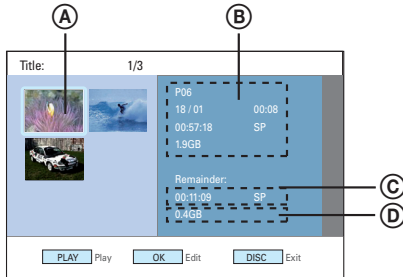 A B
Title: 1/3
P06
18 / 01 00:08
00:57:18 SP
1.9GB
Remainder:
00:11:09 SP
0.4GB
C
D
PLAY Play OK Edit DISC Exit